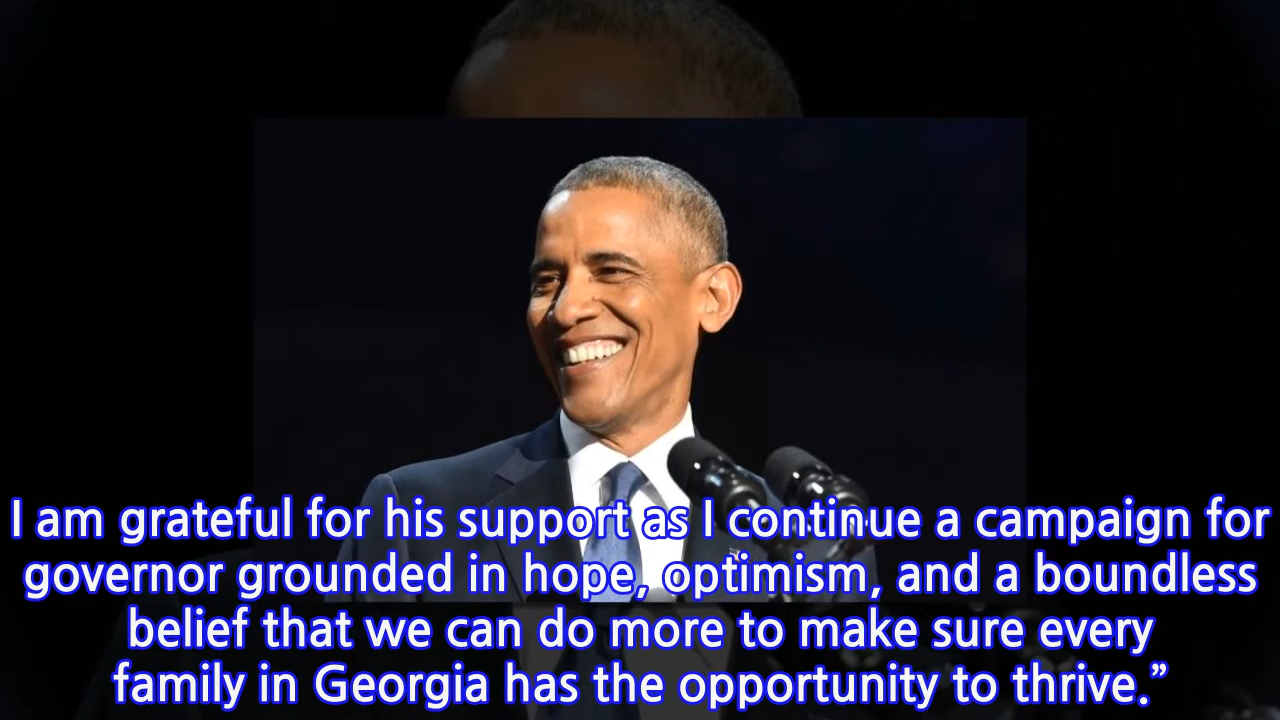 I am grateful for his support as I continue a campaign for
governor grounded in hope, optimism, and a boundless
belief that we can do more to make sure every
family in Georgia has the opportunity to thrive.”